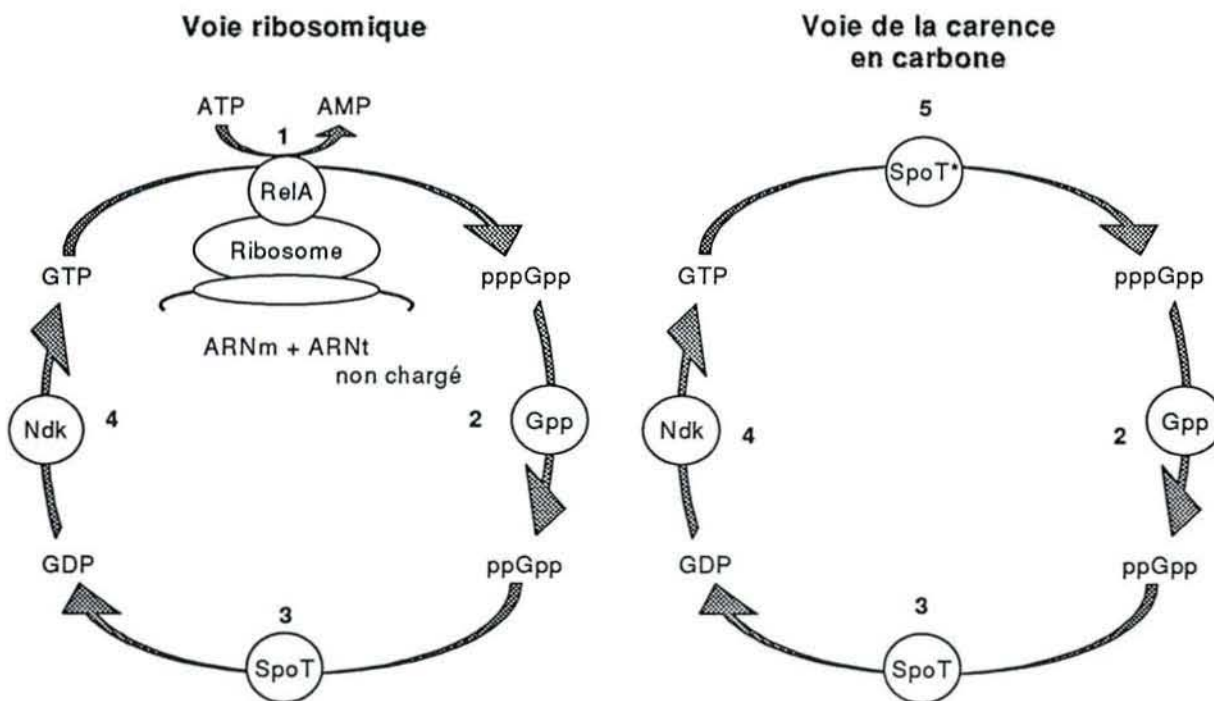 Voie ribosomique
ATP
AMP
1
RelA
Ribosome
GTP
pppGpp
ARNm + ARNt
non chargé
Ndk
4
2
Gpp
GDP
ppGpp
3
SpoT
Voie de la carence
en carbone
5
SpoT*
GTP
pppGpp
Ndk
4
2
Gpp
GDP
ppGpp
3
SpoT